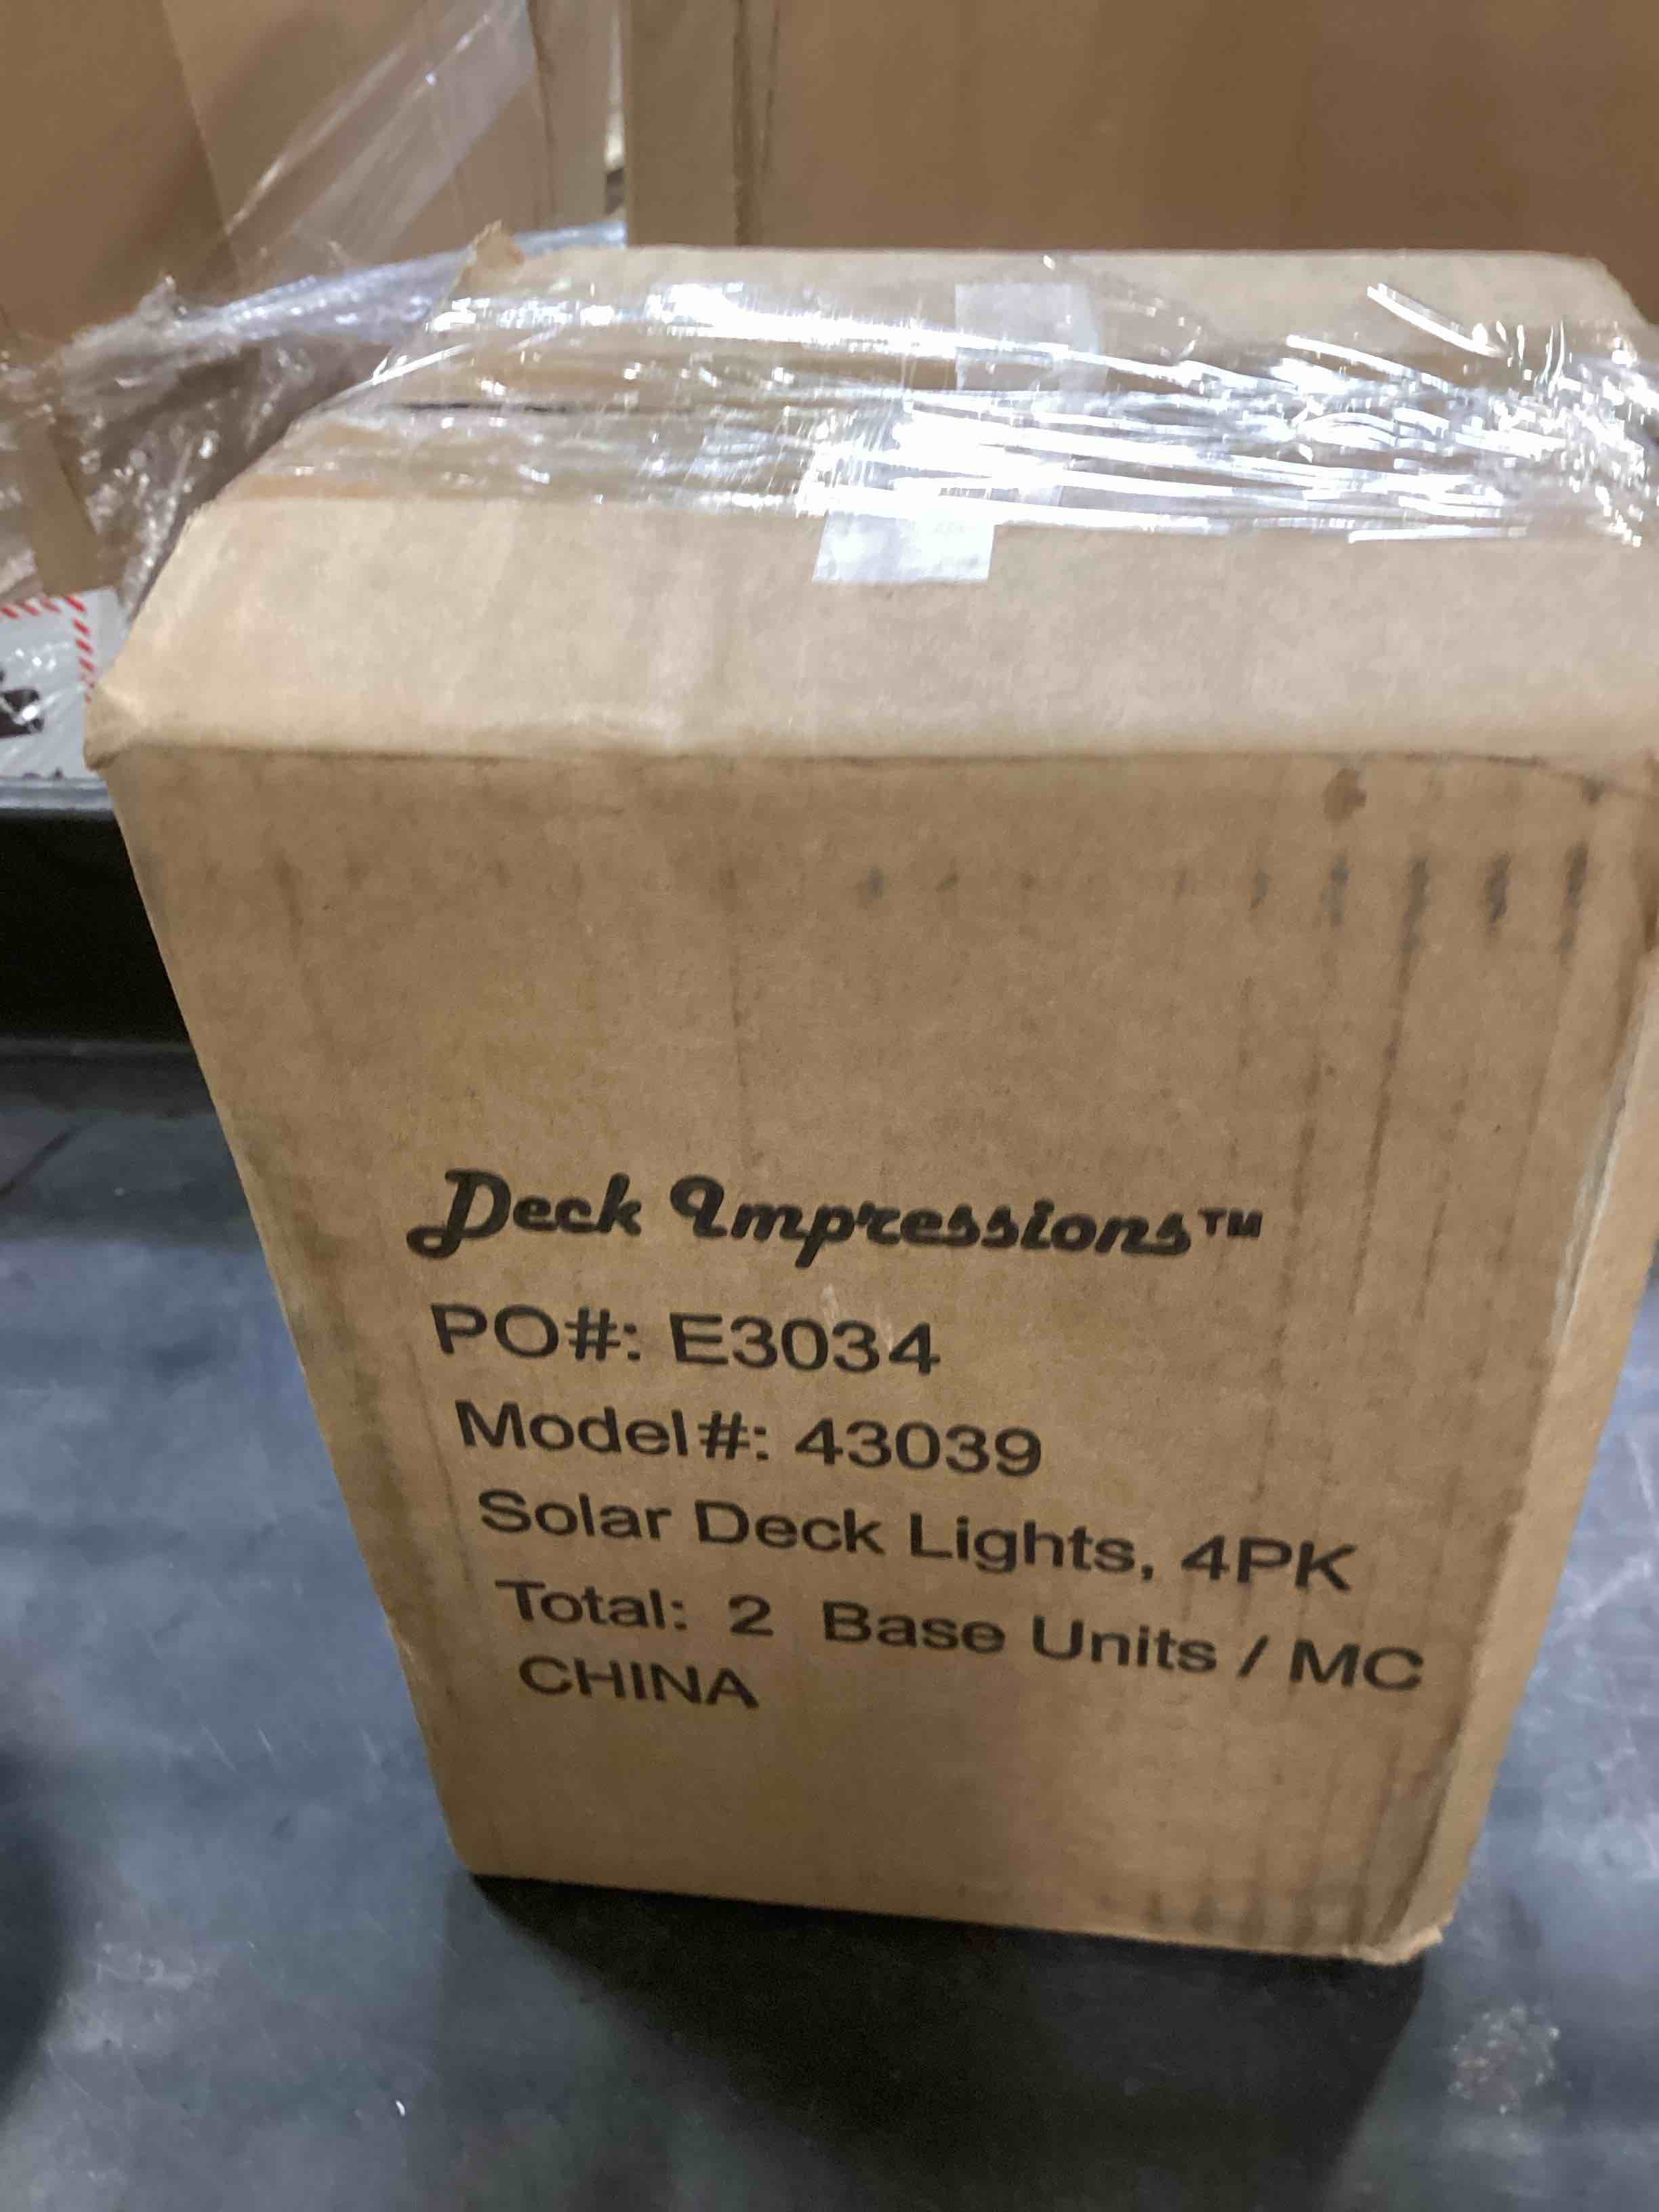 Deck Impressions™
PO#: E3034
Model#: 43039
Solar Deck Lights, 4PK
Total: 2 Base Units / MC
CHINA